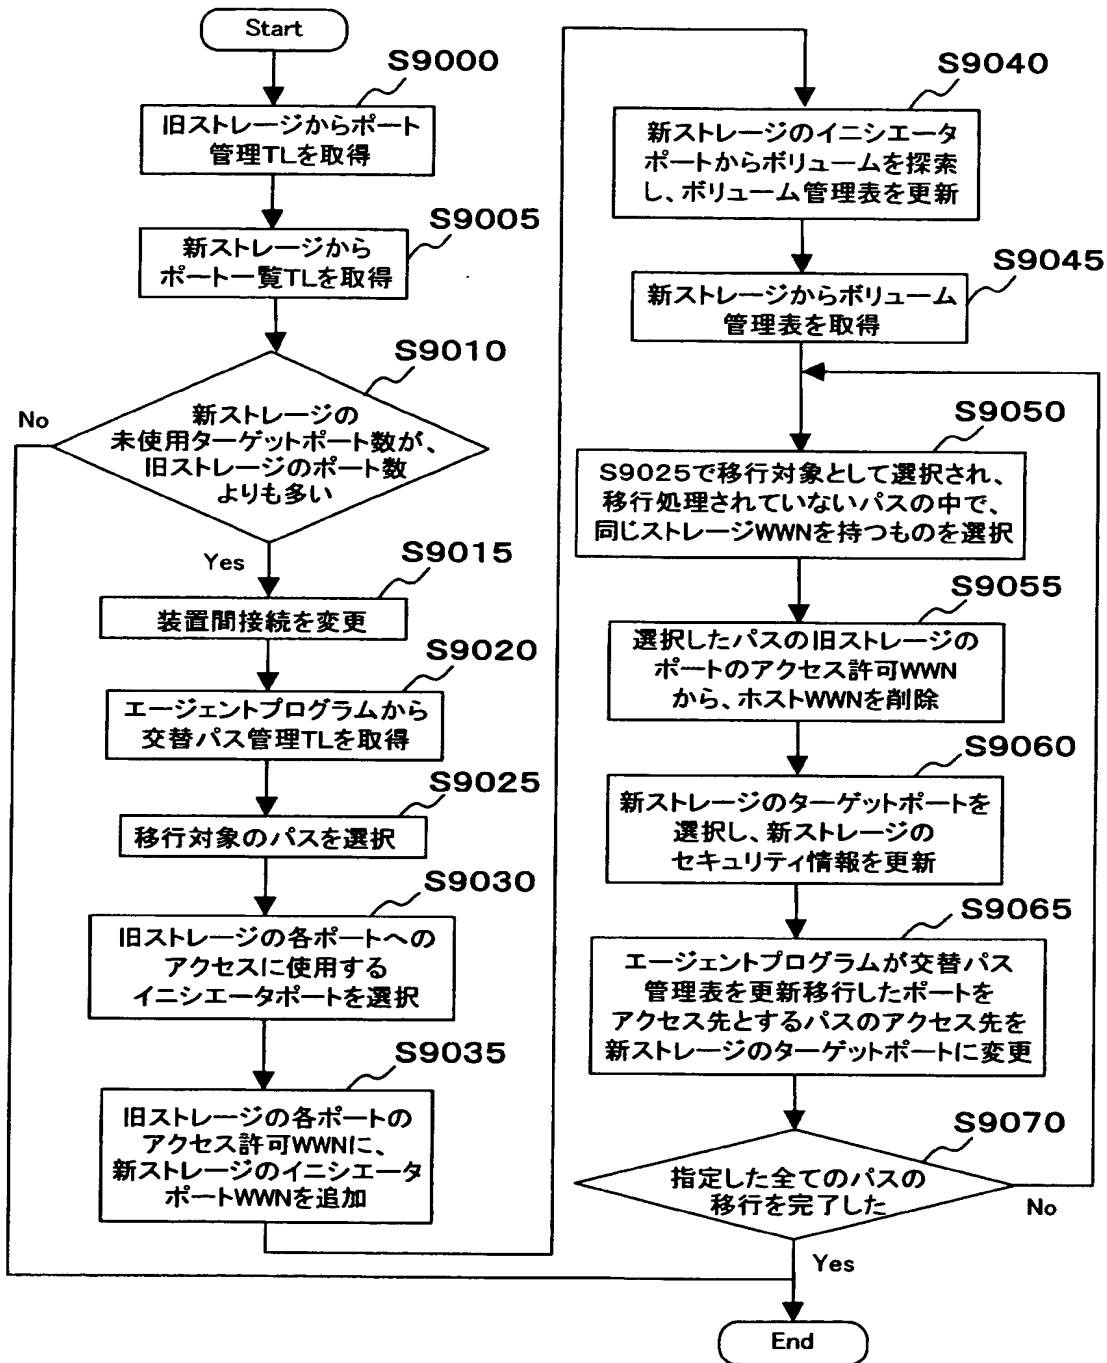 Start
S9000
旧ストレージからポート
管理TLを取得
S9005
新ストレージから
ポート一覧TLを取得
S9010
新ストレージの
未使用ターゲットポート数が、
旧ストレージのポート数
よりも多い
No
Yes
S9015
装置間接続を変更
S9020
エージェントプログラムから
交替パス管理TLを取得
S9025
移行対象のパスを選択
S9030
旧ストレージの各ポートへの
アクセスに使用する
イニシエータポートを選択
S9035
旧ストレージの各ポートの
アクセス許可WWNに、
新ストレージのイニシエータ
ポートWWNを追加
S9040
新ストレージのイニシエータ
ポートからボリュームを探索
し、ボリューム管理表を更新
S9045
新ストレージからボリューム
管理表を取得
S9050
S9025で移行対象として選択され、
移行処理されていないパスの中で、
同じストレージWWNを持つものを選択
S9055
選択したパスの旧ストレージの
ポートのアクセス許可WWN
から、ホストWWNを削除
S9060
新ストレージのターゲットポートを
選択し、新ストレージの
セキュリティ情報を更新
S9065
エージェントプログラムが交替パス
管理表を更新移行したポートを
アクセス先とするパスのアクセス先を
新ストレージのターゲットポートに変更
S9070
指定した全てのパスの
移行を完了した
No
Yes
End